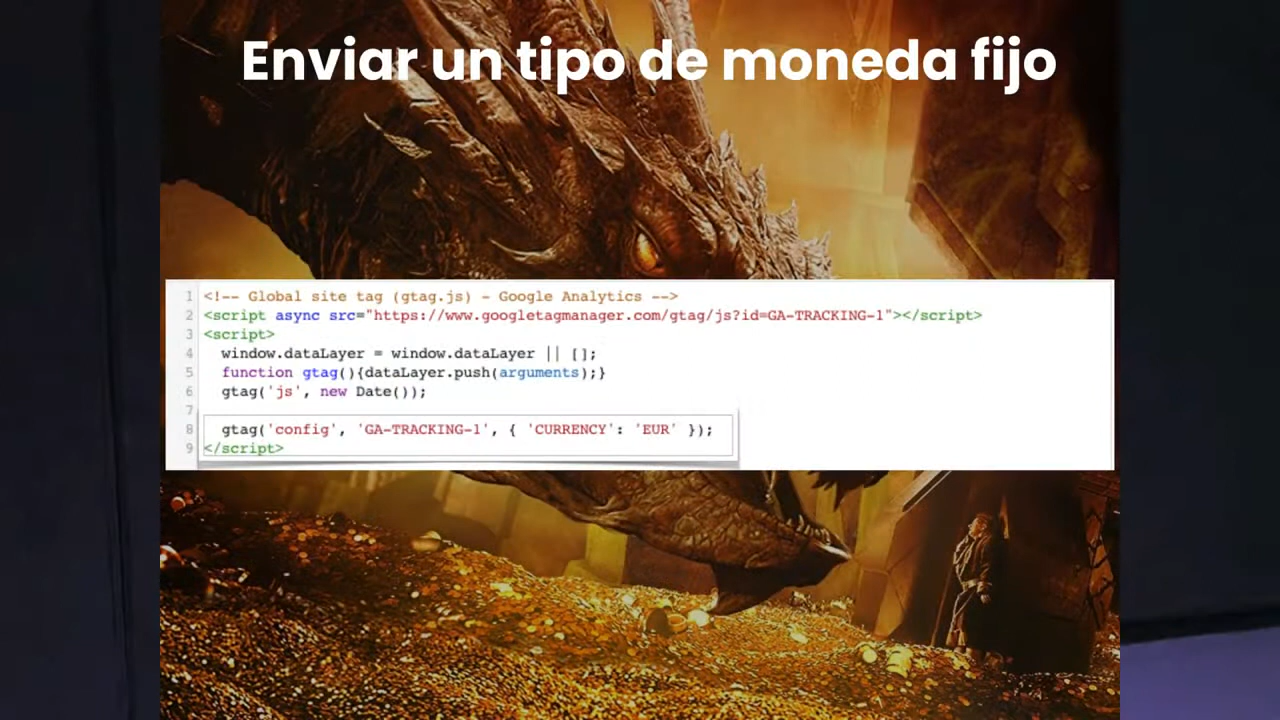 Enviar un tipo de moneda fijo
1 <!-- Global site tag (gtag.js) - Google Analytics -->
2 <script async src="https://www.googletagmanager.com/gtag/js?id=GA-TRACKING-1"></script>
3 <script>
4 window.dataLayer = window.dataLayer || [];
5 function gtag(){dataLayer.push(arguments);}
6 gtag('js', new Date());
7
8 gtag('config', 'GA-TRACKING-1', { 'CURRENCY': 'EUR' });
9 </script>